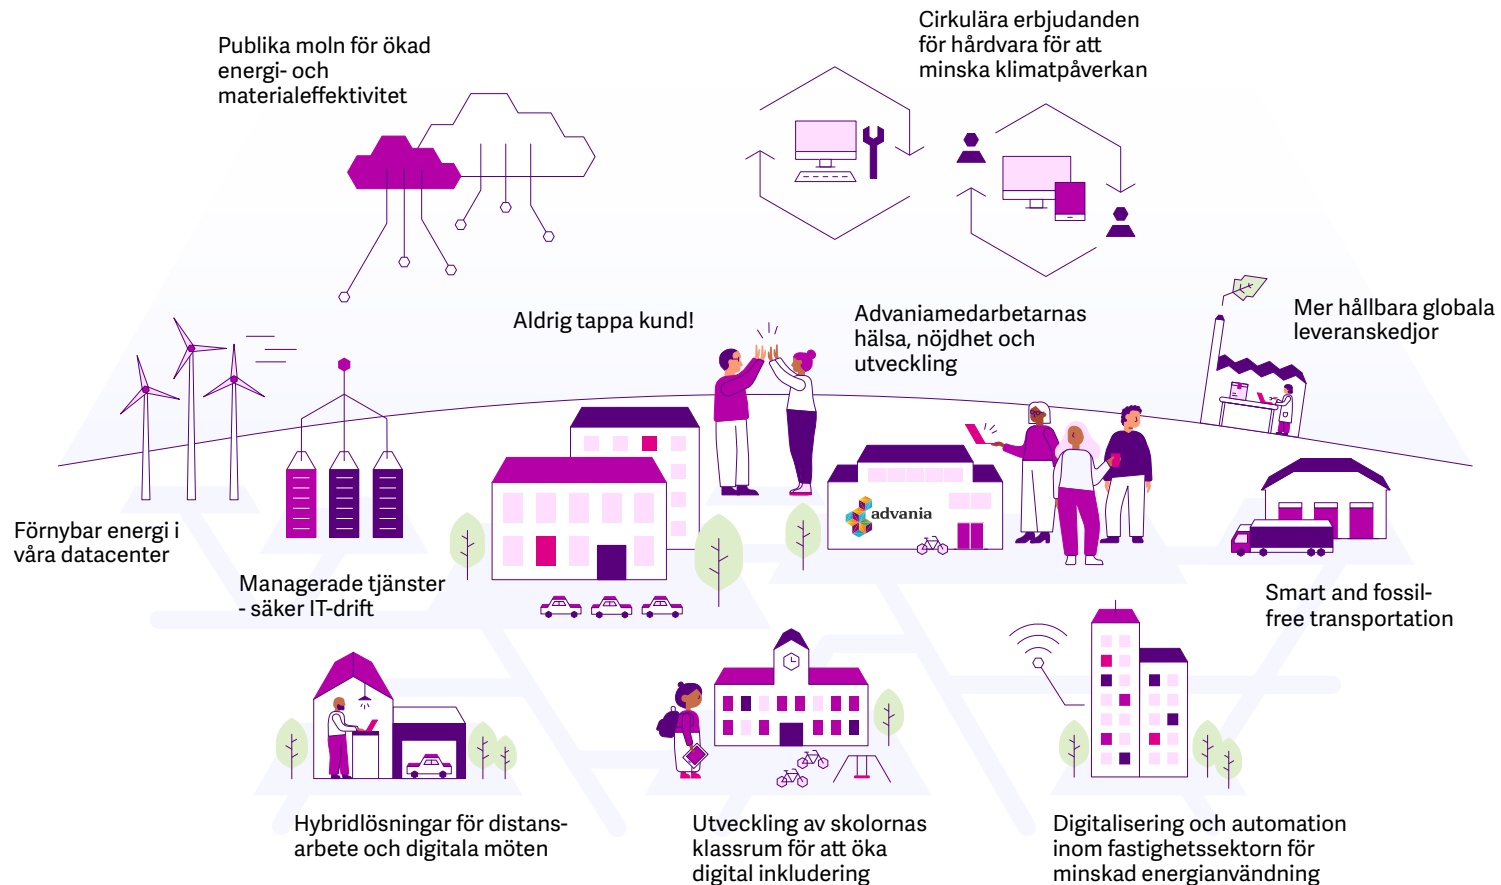 Publika moln för ökad
energi- och
materialeffektivitet
Cirkulära erbjudanden
för hårdvara för att
minska klimatpåverkan
Aldrig tappa kund!
Advaniamedarbetarnas
hälsa, nöjdhet och
utveckling
Mer hållbara globala
leveranskedjor
Förnybar energi i
våra datacenter
Managerade tjänster
- säker IT-drift
advania
Smart and fossil-
free transportation
Hybridlösningar för distans-
arbete och digitala möten
Utveckling av skolornas
klassrum för att öka
digital inkludering
Digitalisering och automation
inom fastighetssektorn för
minskad energianvändning